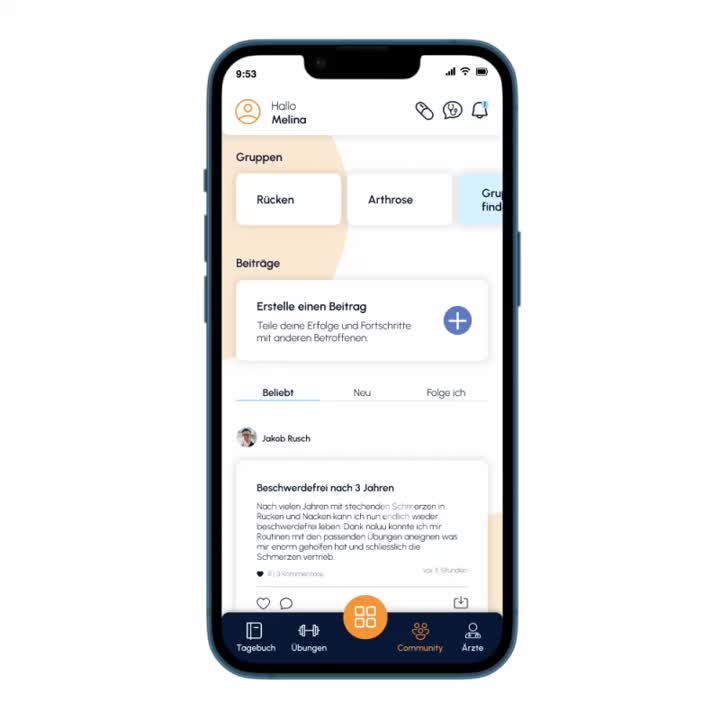 9:53
Hallo
Melina
Gruppen
Rücken
Arthrose
Gru
find
Beiträge
Erstelle einen Beitrag
Teile deine Erfolge und Fortschritte
mit anderen Betroffenen.
Beliebt
Neu
Folge ich
Jakob Rusch
Beschwerdefrei nach 3 Jahren
Nach vielen Jahren mit stechenden Schmerzen in
Rücken und Nacken kann ich nun endlich wieder
beschwerdefrei leben. Dank naluu konnte ich mir
Routinen mit den passenden Übungen aneignen was
mir enorm geholfen hat und schliesslich die
Schmerzen vertrieb.
3 Kommentare
vor 5 Stunden
Tagebuch
Übungen
Community
Ärzte